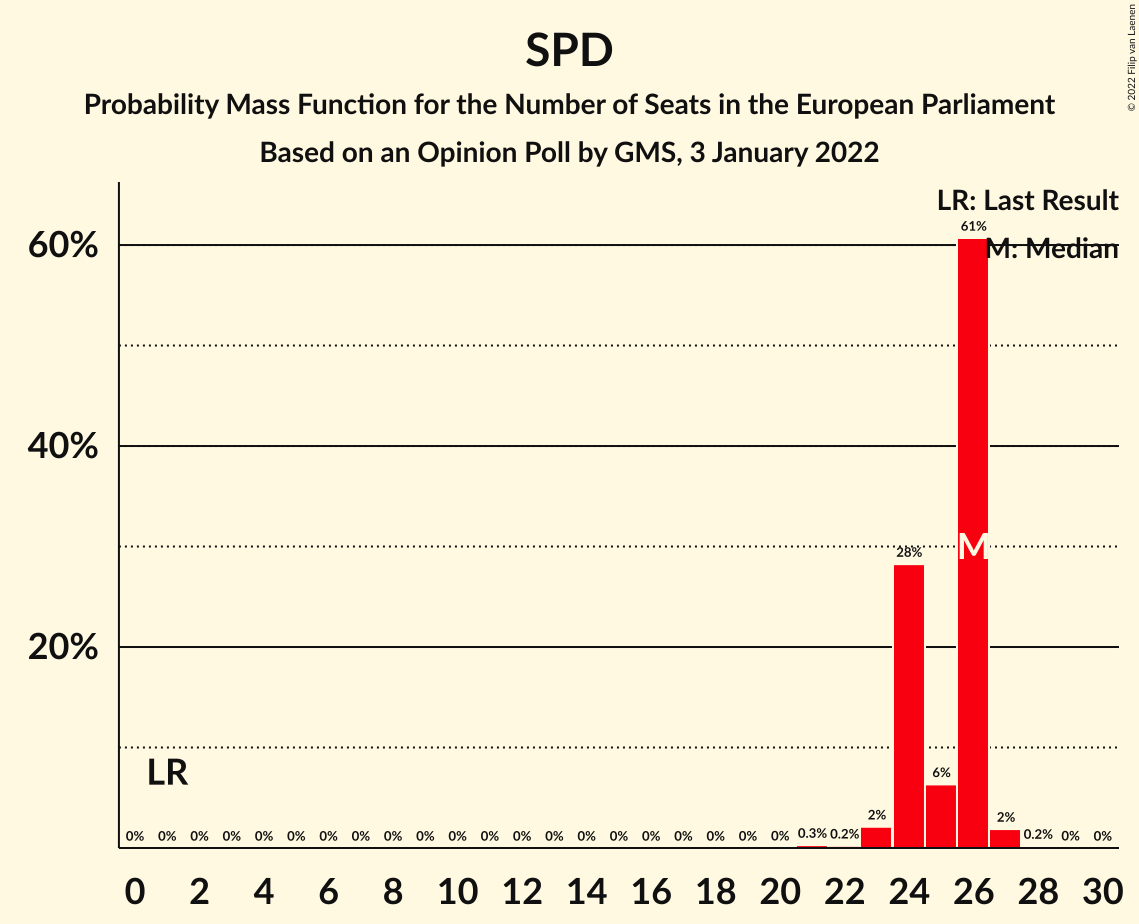 SPD
Probability Mass Function for the Number of Seats in the European Parliament
Based on an Opinion Poll by GMS, 3 January 2022
© 2022 Filip van Laenen
LR: Last Result
M: Median
60%
40%
20%
61%
28%
M
LR
6%
2%
2%
0% 0% 0% 0% 0% 0% 0% 0% 0% 0% 0% 0% 0% 0% 0% 0% 0% 0% 0% 0% 0% 0.3% 0.2% 0.2% 0% 0%
0 2 4 6 8 10 12 14 16 18 20 22 24 26 28 30